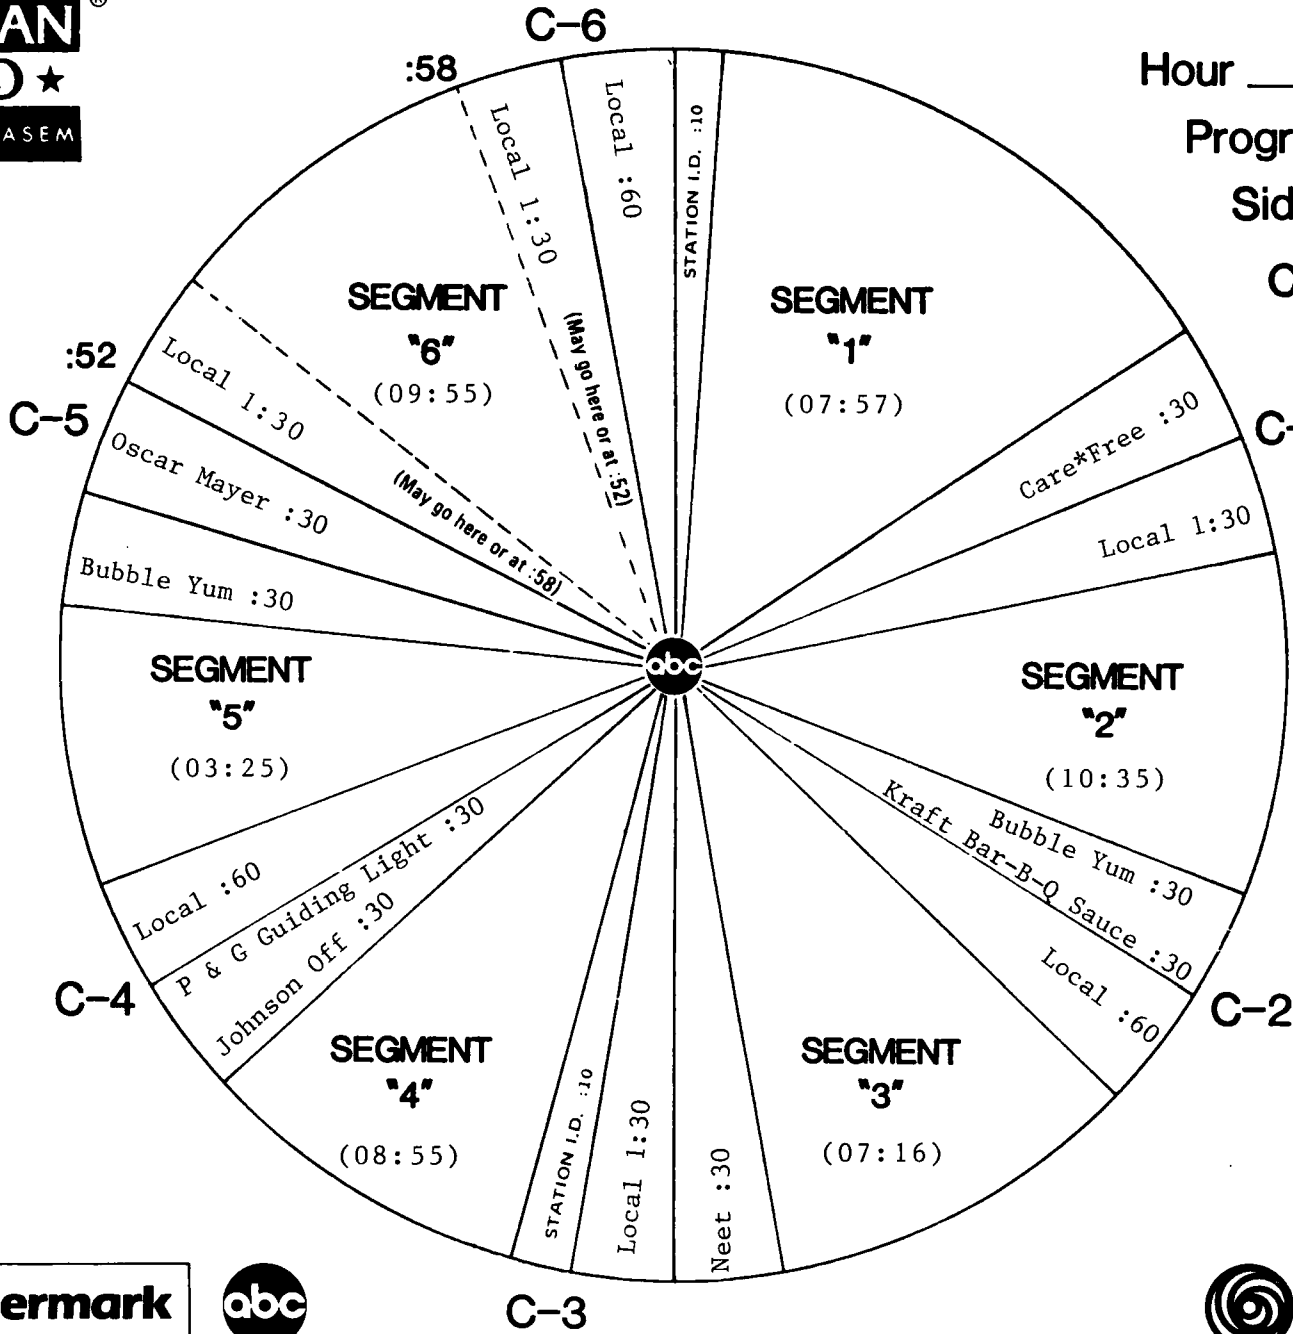 AN ®
ASEM
C-6
:58
Hour
Progr
Sid
C
STATION I.D. :10
SEGMENT
"1"
(07:57)
Care*Free :30
C-
Local 1:30
SEGMENT
"2"
(10:35)
Bubble Yum :30
Kraft Bar-B-Q Sauce :30
Local :60
C-2
SEGMENT
"3"
(07:16)
Neet :30
C-3
Local 1:30
STATION I.D. :10
SEGMENT
"4"
(08:55)
Johnson Off :30
P & G Guiding Light :30
C-4
Local :60
SEGMENT
"5"
(03:25)
Bubble Yum :30
Oscar Mayer :30
C-5
:52
Local 1:30
(May go here or at :58)
SEGMENT
"6"
(09:55)
Local 1:30
(May go here or at :52)
Local :60
abc
ermark
abc